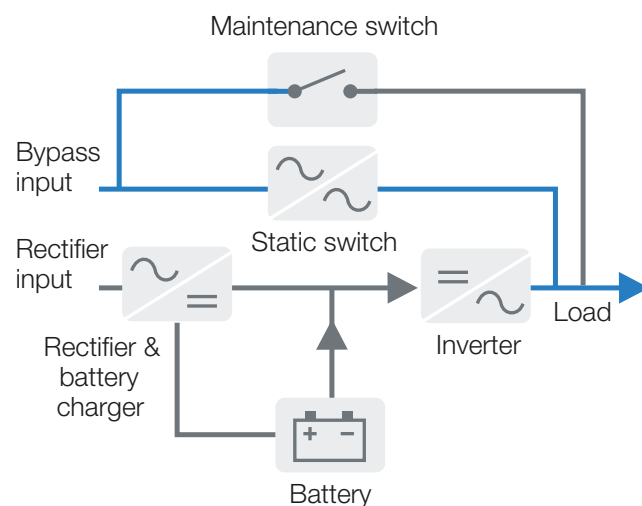 Maintenance switch
Bypass
input
Static switch
Rectifier
input
Load
Inverter
Rectifier &
battery
charger
+ −
Battery